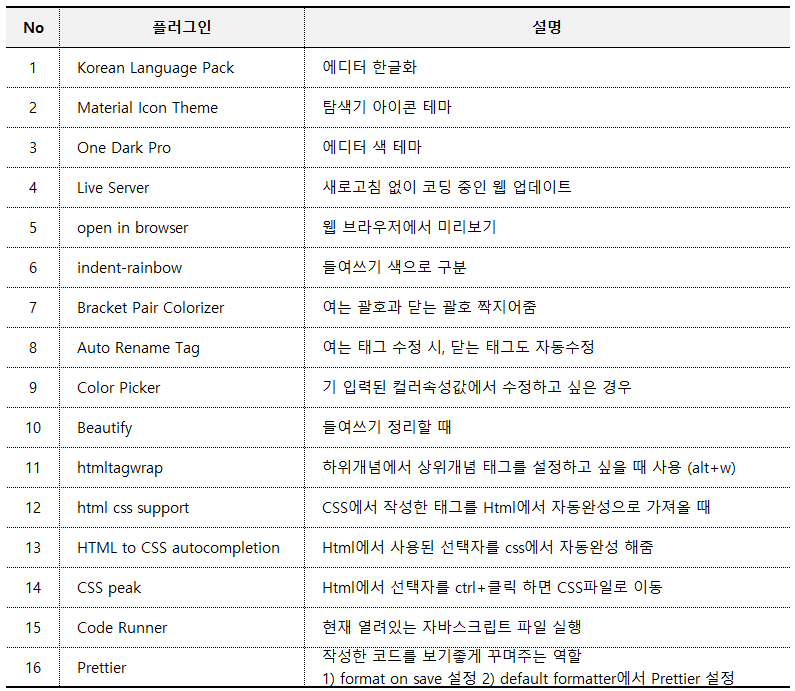 No 플러그인 설명
1 Korean Language Pack 에디터 한글화
2 Material Icon Theme 탐색기 아이콘 테마
3 One Dark Pro 에디터 색 테마
4 Live Server 새로고침 없이 코딩 중인 웹 업데이트
5 open in browser 웹 브라우저에서 미리보기
6 indent-rainbow 들여쓰기 색으로 구분
7 Bracket Pair Colorizer 여는 괄호과 닫는 괄호 짝지어줌
8 Auto Rename Tag 여는 태그 수정 시, 닫는 태그도 자동수정
9 Color Picker 기 입력된 컬러속성값에서 수정하고 싶은 경우
10 Beautify 들여쓰기 정리할 때
11 htmltagwrap 하위개념에서 상위개념 태그를 설정하고 싶을 때 사용 (alt+w)
12 html css support CSS에서 작성한 태그를 Html에서 자동완성으로 가져올 때
13 HTML to CSS autocompletion Html에서 사용된 선택자를 css에서 자동완성 해줌
14 CSS peak Html에서 선택자를 ctrl+클릭 하면 CSS파일로 이동
15 Code Runner 현재 열려있는 자바스크립트 파일 실행
16 Prettier 작성한 코드를 보기좋게 꾸며주는 역할
1) format on save 설정 2) default formatter에서 Prettier 설정